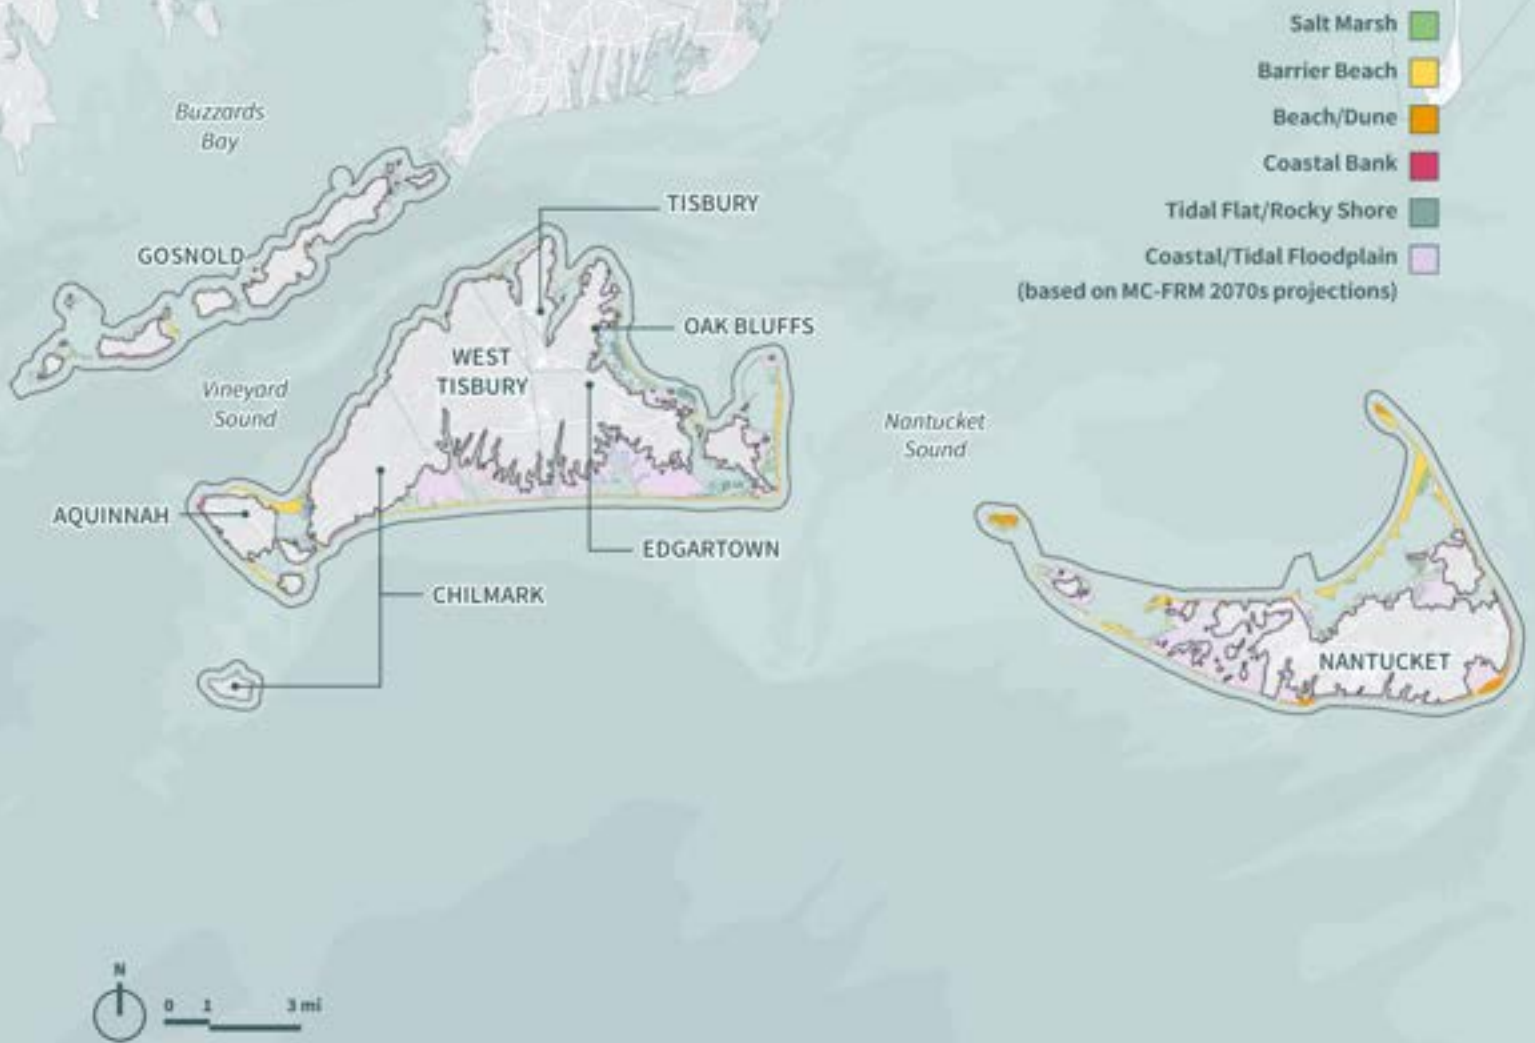 Salt Marsh
Barrier Beach
Beach/Dune
Coastal Bank
Tidal Flat/Rocky Shore
Coastal/Tidal Floodplain
(based on MC-FRM 2070s projections)
Buzzards
Bay
GOSNOLD
TISBURY
OAK BLUFFS
WEST
TISBURY
Vineyard
Sound
Nantucket
Sound
AQUINNAH
EDGARTOWN
CHILMARK
NANTUCKET
N
0 1 3 mi